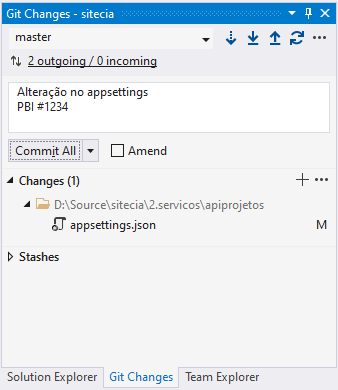 Git Changes - sitecia
master
2 outgoing / 0 incoming
Alteração no appsettings
PBI #1234
Commit All
Amend
Changes (1)
D:\Source\sitecia\2.servicos\apiprojetos
appsettings.json M
Stashes
Solution Explorer Git Changes Team Explorer